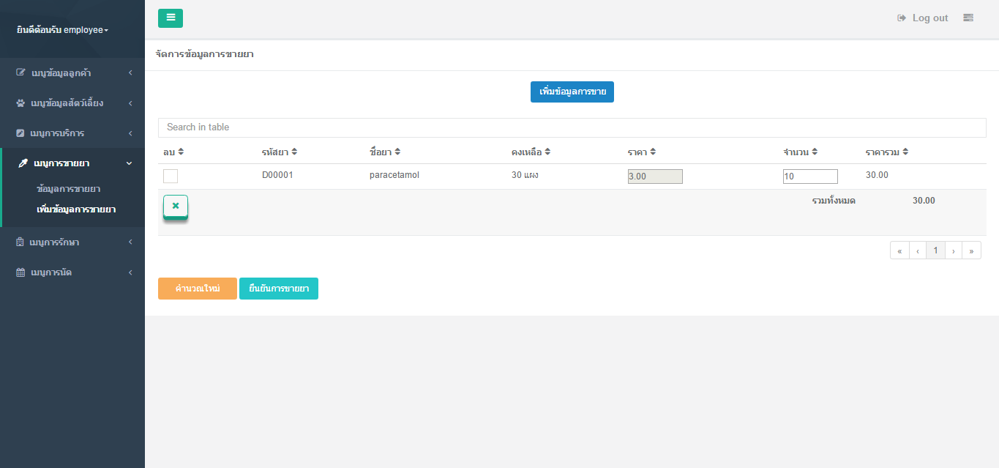 ยินดีต้อนรับ employee
Log out
เมนูข้อมูลลูกค้า
เมนูข้อมูลสัตว์เลี้ยง
เมนูการบริการ
เมนูการขายยา
ข้อมูลการขายยา
เพิ่มข้อมูลการขายยา
เมนูการรักษา
เมนูการนัด
จัดการข้อมูลการขายยา
เพิ่มข้อมูลการขาย
Search in table
ลบ รหัสยา ชื่อยา คงเหลือ ราคา จำนวน ราคารวม
D00001 paracetamol 30 แผง 3.00 10 30.00
รวมทั้งหมด 30.00
« ‹ 1 › »
คำนวณใหม่ ยืนยันการขายยา